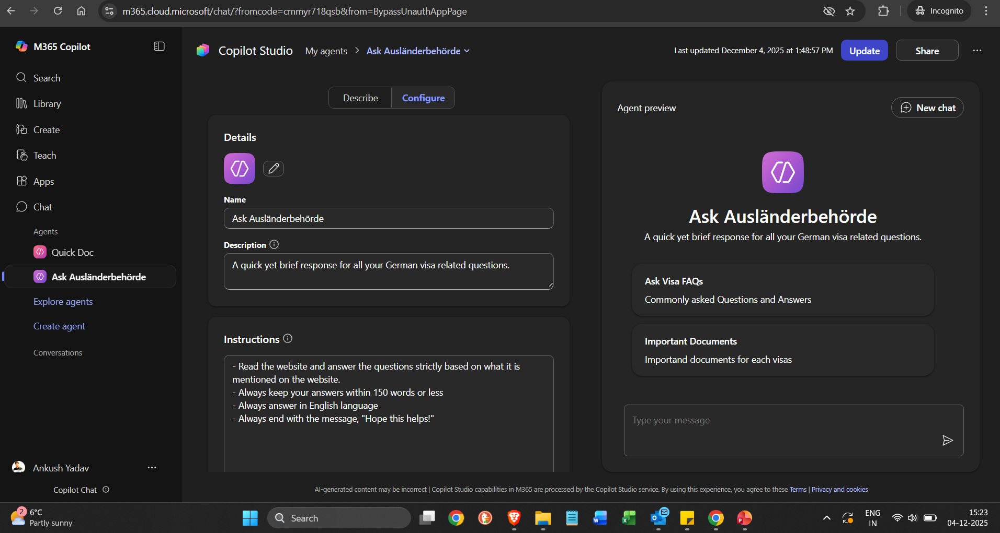 m365.cloud.microsoft/chat/?fromcode=cmmyr718qsb&from=BypassUnauthAppPage
Incognito
M365 Copilot
Search
Library
Create
Teach
Apps
Chat
Agents
Quick Doc
Ask Ausländerbehörde
Explore agents
Create agent
Conversations
Ankush Yadav
Copilot Chat
Copilot Studio
My agents
Ask Ausländerbehörde
Last updated December 4, 2025 at 1:48:57 PM
Update
Share
Describe
Configure
Details
Name
Ask Ausländerbehörde
Description
A quick yet brief response for all your German visa related questions.
Instructions
- Read the website and answer the questions strictly based on what it is
mentioned on the website.
- Always keep your answers within 150 words or less
- Always answer in English language
- Always end with the message, "Hope this helps!"
Agent preview
New chat
Ask Ausländerbehörde
A quick yet brief response for all your German visa related questions.
Ask Visa FAQs
Commonly asked Questions and Answers
Important Documents
Importand documents for each visas
Type your message
AI-generated content may be incorrect | Copilot Studio capabilities in M365 are processed by the Copilot Studio service. By using this experience, you agree to these Terms | Privacy and cookies
2
6°C
Partly sunny
Search
ENG
IN
15:23
04-12-2025